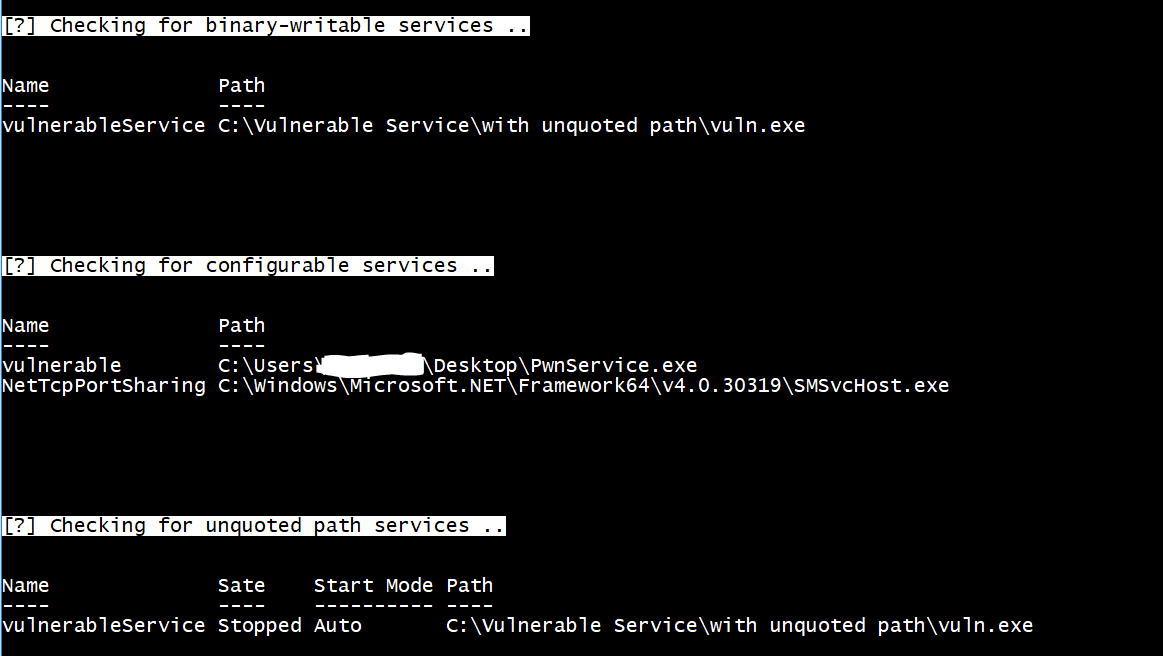 [?] Checking for binary-writable services ..
Name Path
---- ----
vulnerableService C:\Vulnerable Service\with unquoted path\vuln.exe
[?] Checking for configurable services ..
Name Path
---- ----
vulnerable C:\Users\ \Desktop\PwnService.exe
NetTcpPortSharing C:\Windows\Microsoft.NET\Framework64\v4.0.30319\SMSvcHost.exe
[?] Checking for unquoted path services ..
Name Sate Start Mode Path
---- ---- ---------- ----
vulnerableService Stopped Auto C:\Vulnerable Service\with unquoted path\vuln.exe